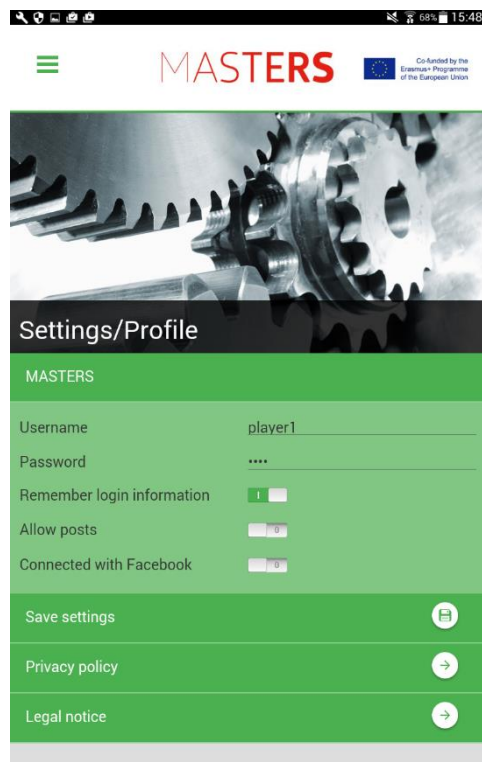 68% 15:48
MASTERS
Co-funded by the
Erasmus+ Programme
of the European Union
Settings/Profile
MASTERS
Username player1
Password ••••
Remember login information I
Allow posts 0
Connected with Facebook 0
Save settings
Privacy policy
Legal notice